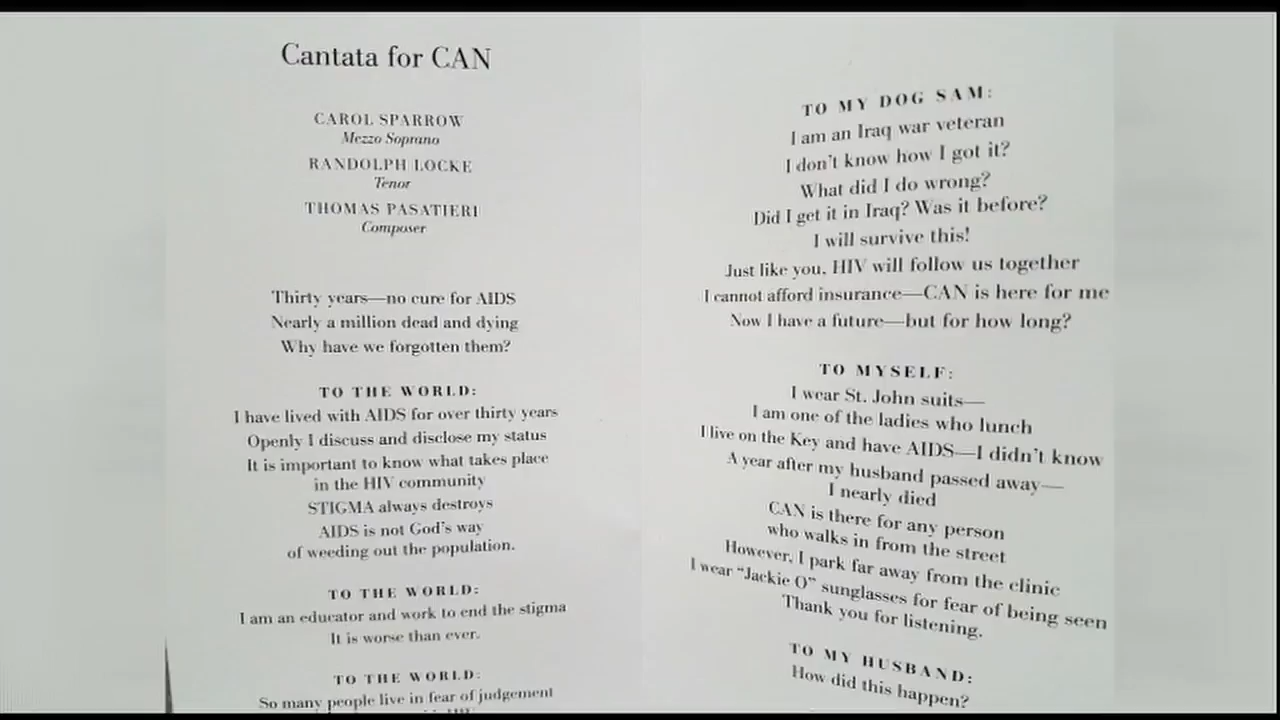 Cantata for CAN
CAROL SPARROW
Mezzo Soprano
RANDOLPH LOCKE
Tenor
THOMAS PASATIERI
Composer
Thirty years—no cure for AIDS
Nearly a million dead and dying
Why have we forgotten them?
TO THE WORLD:
I have lived with AIDS for over thirty years
Openly I discuss and disclose my status
It is important to know what takes place
in the HIV community
STIGMA always destroys
AIDS is not God's way
of weeding out the population.
TO THE WORLD:
I am an educator and work to end the stigma
It is worse than ever.
TO THE WORLD:
So many people live in fear of judgement
TO MY DOG SAM:
I am an Iraq war veteran
I don't know how I got it?
What did I do wrong?
Did I get it in Iraq? Was it before?
I will survive this!
Just like you, HIV will follow us together
I cannot afford insurance—CAN is here for me
Now I have a future—but for how long?
TO MYSELF:
I wear St. John suits—
I am one of the ladies who lunch
I live on the Key and have AIDS—I didn't know
A year after my husband passed away—
I nearly died
CAN is there for any person
who walks in from the street
However, I park far away from the clinic
I wear "Jackie O" sunglasses for fear of being seen
Thank you for listening.
TO MY HUSBAND:
How did this happen?